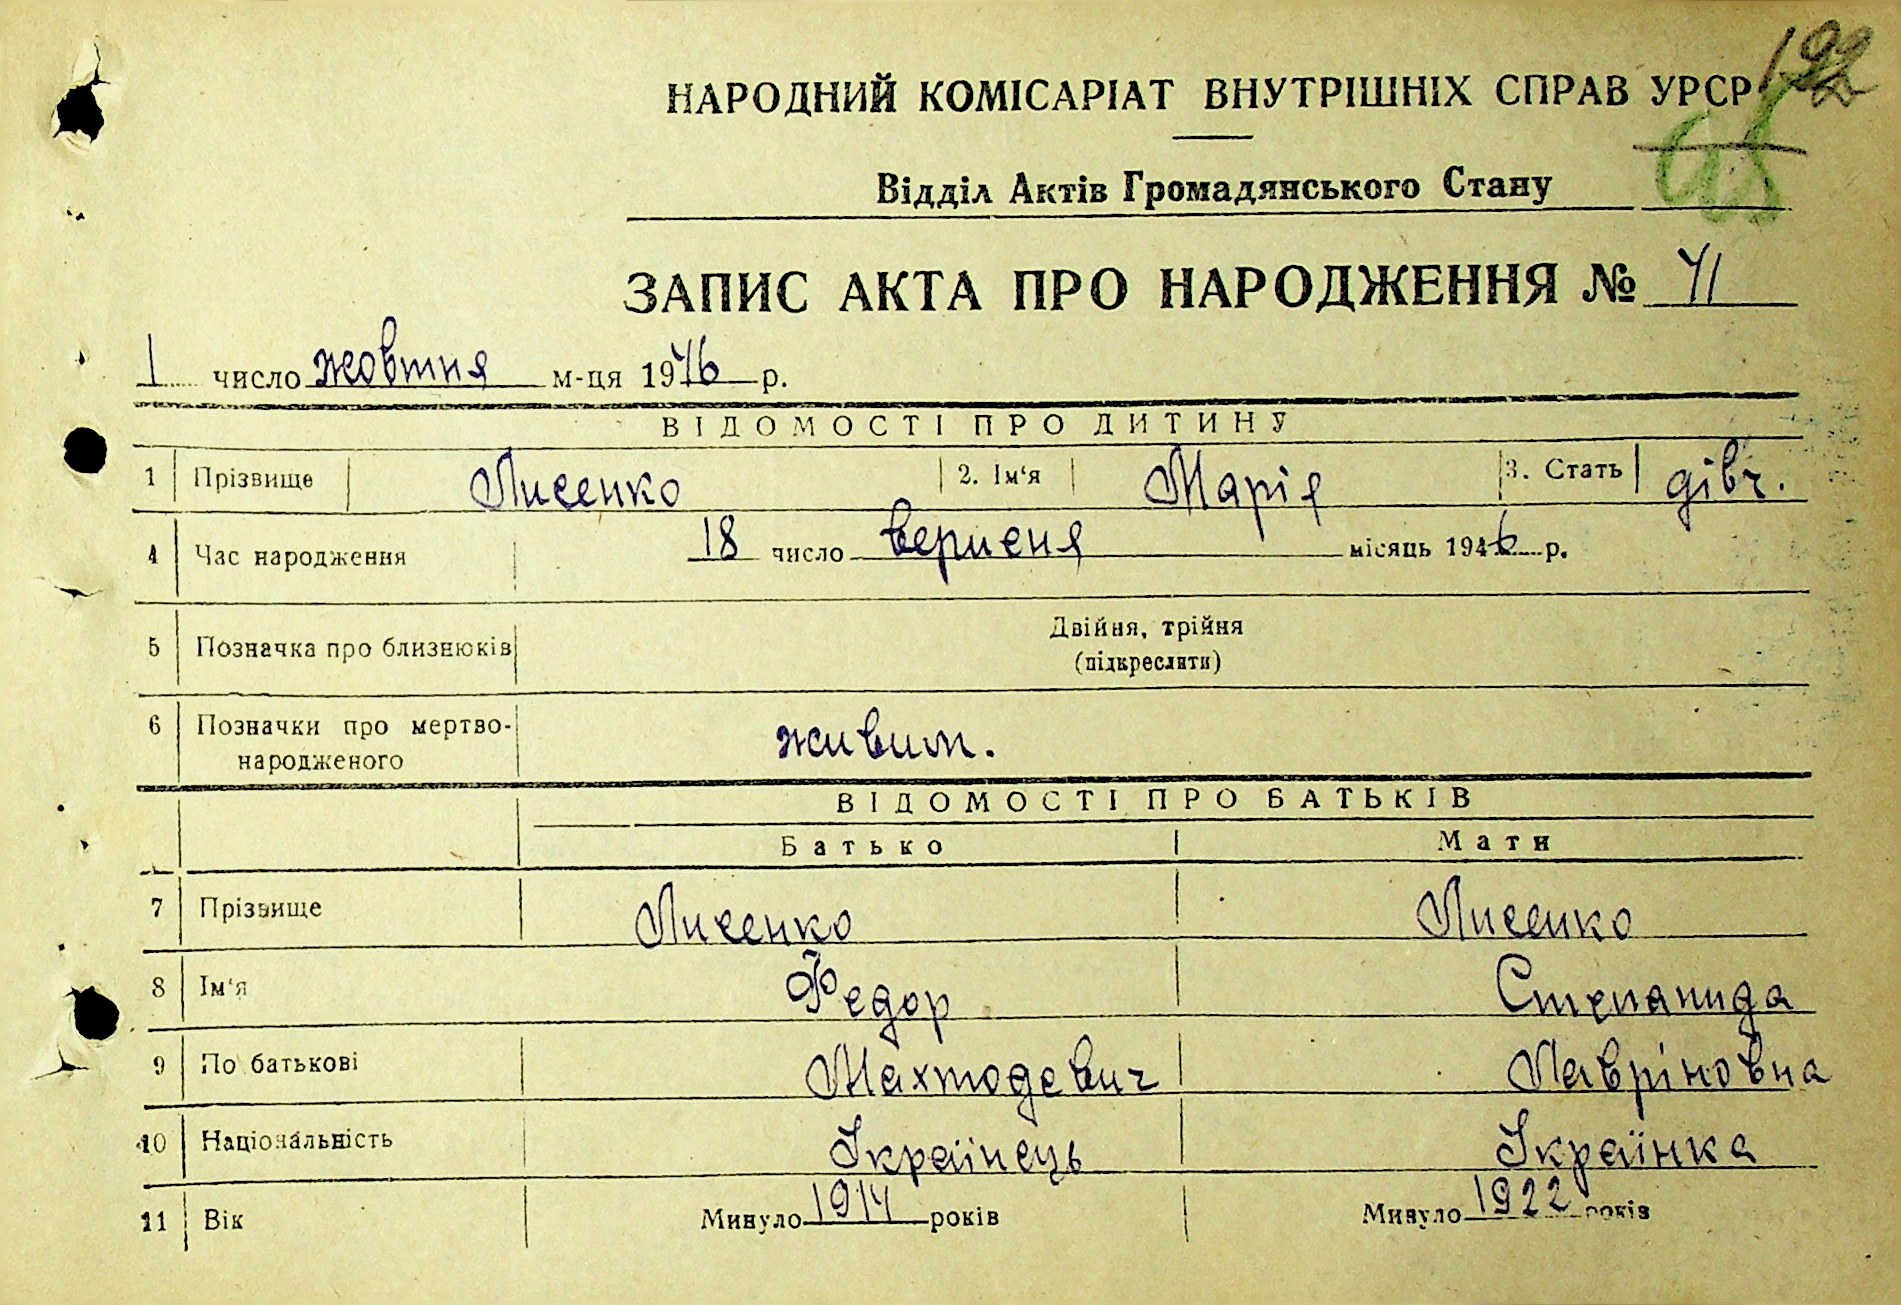 192
НАРОДНИЙ КОМІСАРІАТ ВНУТРІШНІХ СПРАВ УРСР
Відділ Актів Громадянського Стану
ЗАПИС АКТА ПРО НАРОДЖЕННЯ № 41
1 число жовтня м-ця 1946 р.
ВІДОМОСТІ ПРО ДИТИНУ
1 Прізвище Лисенко 2. Ім'я Марія 3. Стать дівч.
4 Час народження 18 число вересня місяць 1946 р.
5 Позначка про близнюків Двійня, трійня
(підкреслити)
6 Позначки про мертво-
народженого живим.
ВІДОМОСТІ ПРО БАТЬКІВ
Батько Мати
7 Прізвище Лисенко Лисенко
8 Ім'я Федор Степанида
9 По батькові Махтодевич Лавріновна
10 Національність Українець Українка
11 Вік Минуло 1914 років Минуло 1922 років